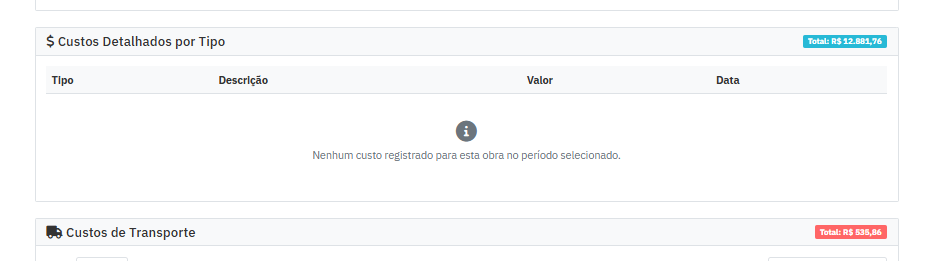 Custos Detalhados por Tipo
Total: R$ 12.881,76
Tipo Descrição Valor Data
Nenhum custo registrado para esta obra no período selecionado.
Custos de Transporte
Total: R$ 535,86